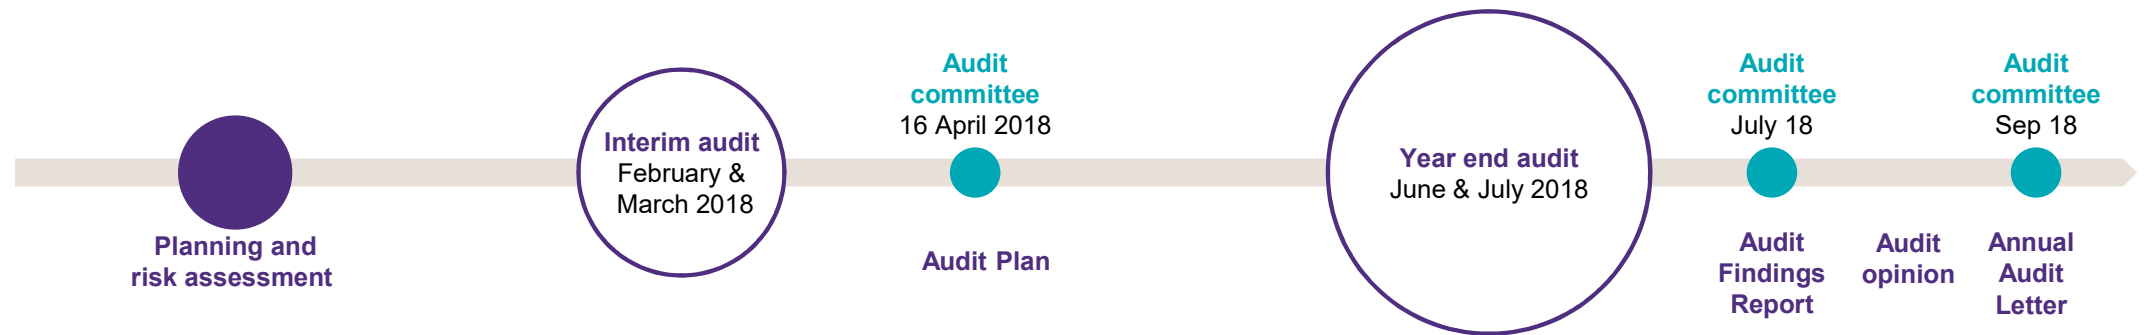 Planning and
risk assessment
Interim audit
February &
March 2018
Audit
committee
16 April 2018
Audit Plan
Year end audit
June & July 2018
Audit
committee
July 18
Audit
Findings
Report
Audit
opinion
Audit
committee
Sep 18
Annual
Audit
Letter